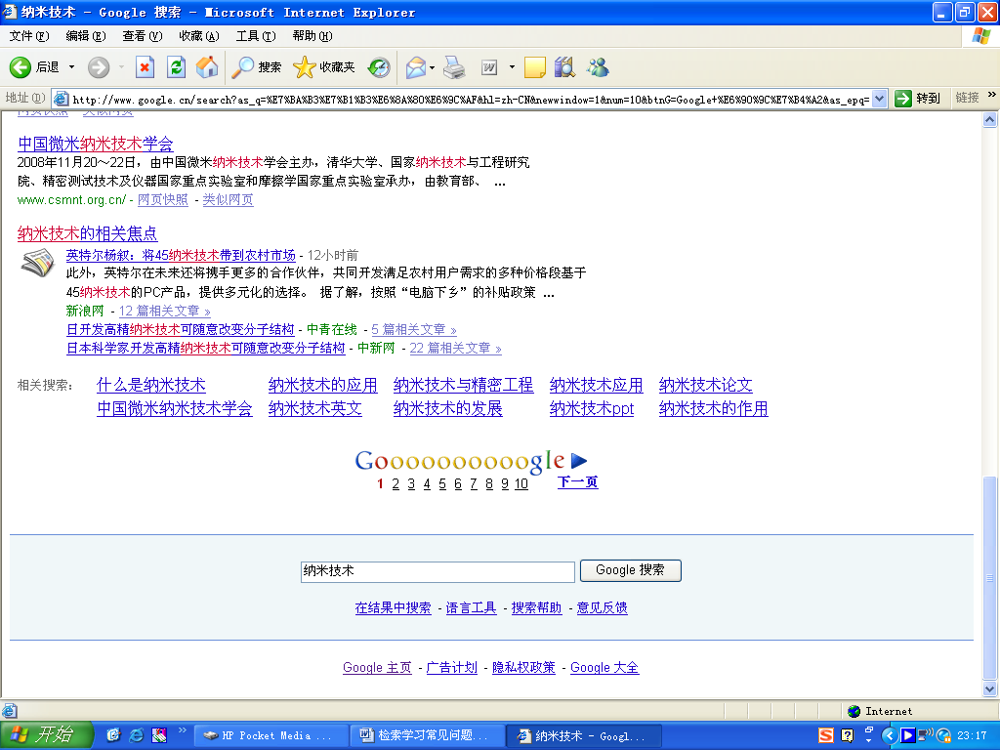 纳米技术 - Google 搜索 - Microsoft Internet Explorer
文件(F) 编辑(E) 查看(V) 收藏(A) 工具(T) 帮助(H)
后退 搜索 收藏夹
地址(D) http://www.google.cn/search?as_q=%E7%BA%B3%E7%B1%B3%E6%8A%80%E6%9C%AF&hl=zh-CN&newwindow=1&num=10&btnG=Google+%E6%90%9C%E7%B4%A2&as_epq= 转到 链接 »
网页快照 类似网页
中国微米纳米技术学会
2008年11月20～22日，由中国微米纳米技术学会主办，清华大学、国家纳米技术与工程研究
院、精密测试技术及仪器国家重点实验室和摩擦学国家重点实验室承办，由教育部、 ...
www.csmnt.org.cn/ - 网页快照 - 类似网页
纳米技术的相关焦点
英特尔杨叙：将45纳米技术带到农村市场 - 12小时前
此外，英特尔在未来还将携手更多的合作伙伴，共同开发满足农村用户需求的多种价格段基于
45纳米技术的PC产品，提供多元化的选择。 据了解，按照“电脑下乡”的补贴政策 ...
新浪网 - 12 篇相关文章 »
日开发高精纳米技术可随意改变分子结构 - 中青在线 - 5 篇相关文章 »
日本科学家开发高精纳米技术可随意改变分子结构 - 中新网 - 22 篇相关文章 »
相关搜索： 什么是纳米技术 纳米技术的应用 纳米技术与精密工程 纳米技术应用 纳米技术论文
中国微米纳米技术学会 纳米技术英文 纳米技术的发展 纳米技术ppt 纳米技术的作用
Goooooooooogle
1 2 3 4 5 6 7 8 9 10 下一页
纳米技术 Google 搜索
在结果中搜索 - 语言工具 - 搜索帮助 - 意见反馈
Google 主页 - 广告计划 - 隐私权政策 - Google 大全
Internet
开始 » HP Pocket Media ... 检索学习常见问题... 纳米技术 - Googl... 23:17